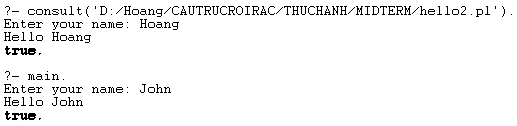 ?- consult('D:/Hoang/CAUTRUCROIRAC/THUCHANH/MIDTERM/hello2.pl').
Enter your name: Hoang
Hello Hoang
true.
?- main.
Enter your name: John
Hello John
true.